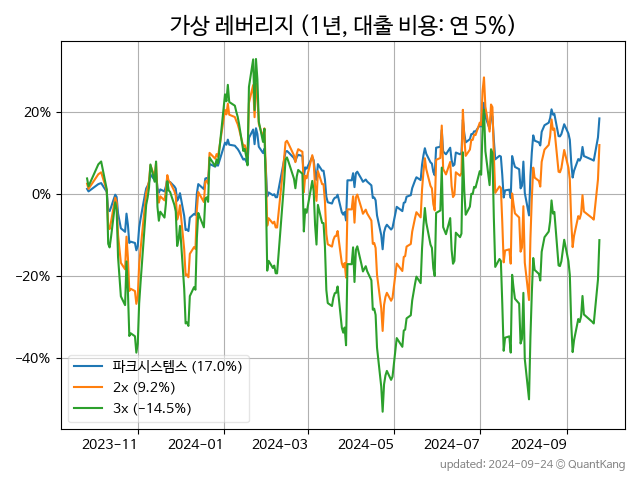 가상 레버리지 (1년, 대출 비용: 연 5%)
20%
0%
−20%
−40%
파크시스템스 (17.0%)
2x (9.2%)
3x (−14.5%)
2023-11 2024-01 2024-03 2024-05 2024-07 2024-09
updated: 2024-09-24 © QuantKang